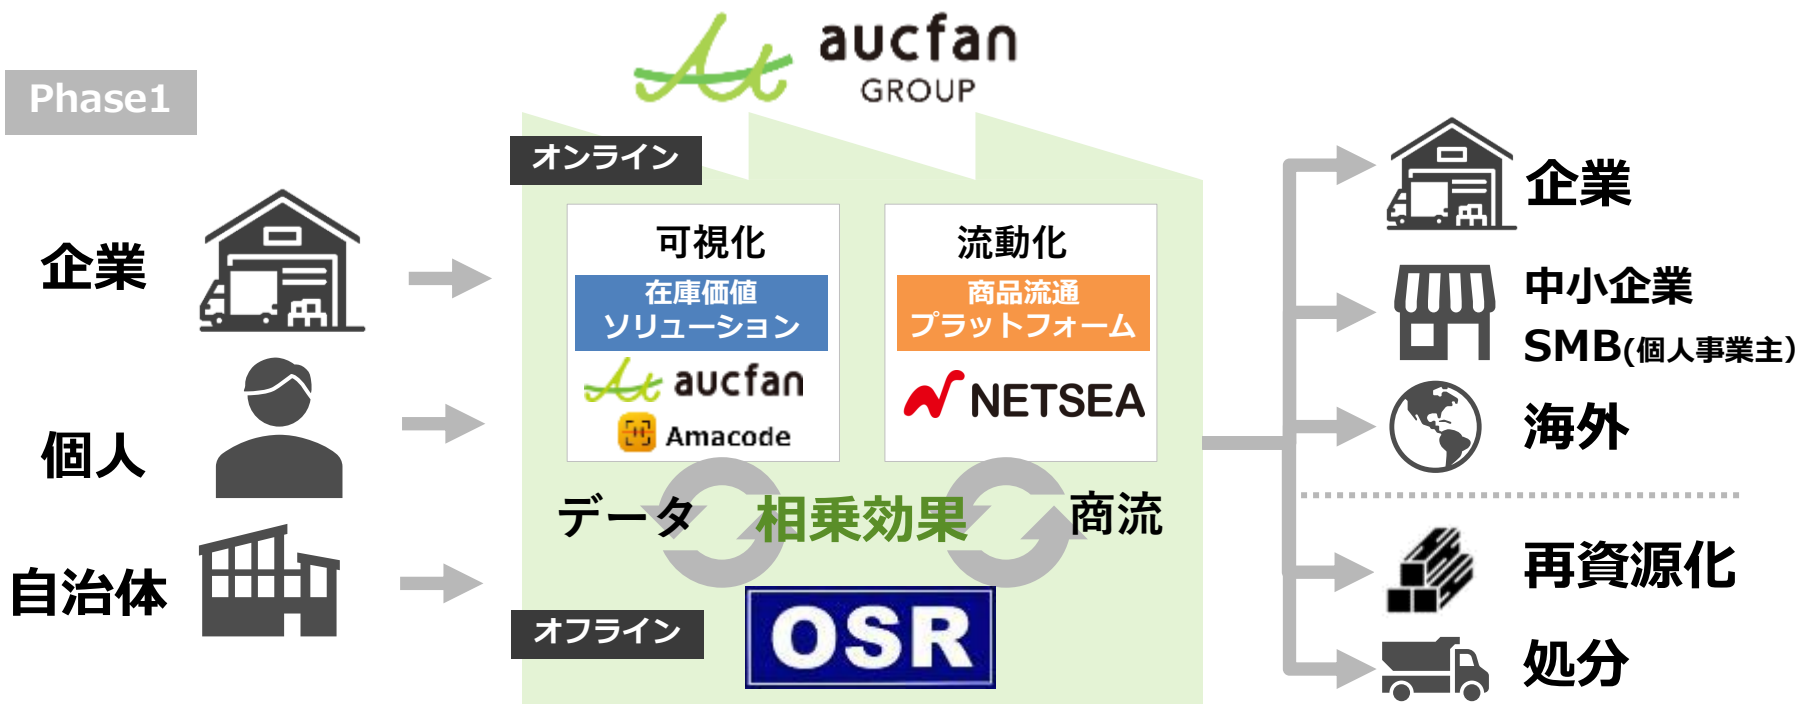 aucfan
GROUP
Phase1
企業
個人
自治体
オンライン
可視化
在庫価値
ソリューション
aucfan
Amacode
流動化
商品流通
プラットフォーム
NETSEA
データ
相乗効果
商流
オフライン
OSR
企業
中小企業
SMB(個人事業主)
海外
再資源化
処分